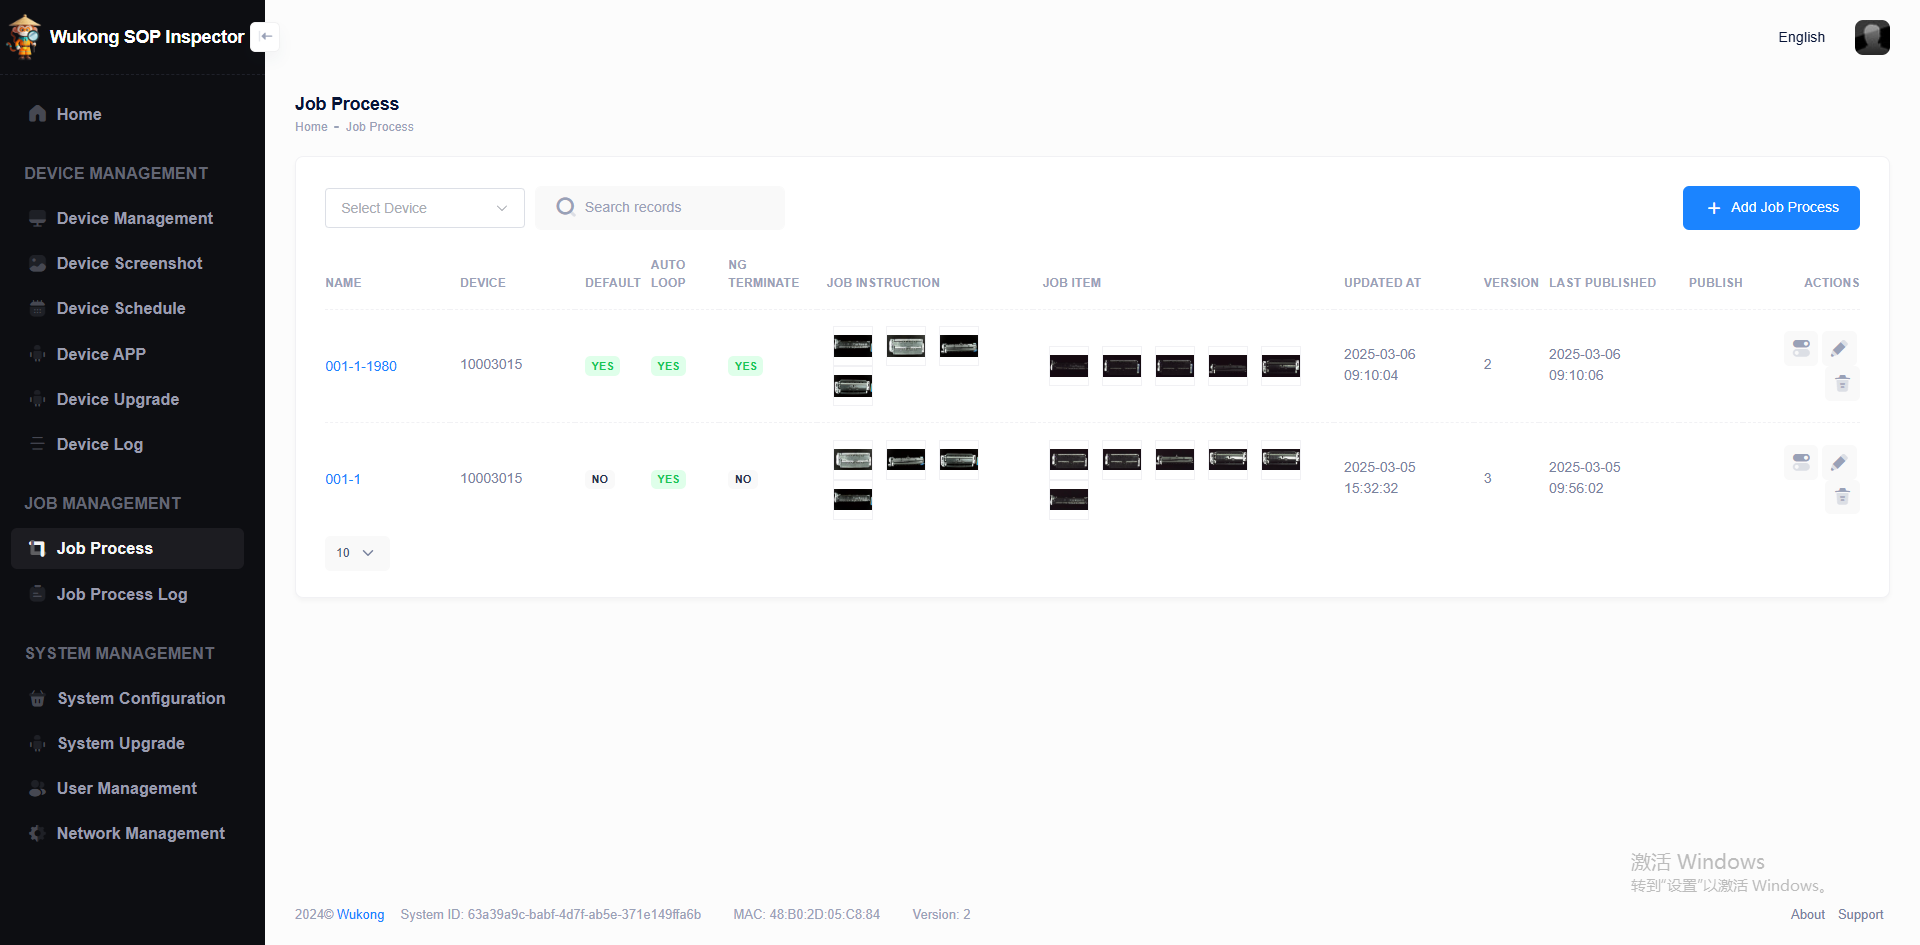 Wukong SOP Inspector
English
Home
DEVICE MANAGEMENT
Device Management
Device Screenshot
Device Schedule
Device APP
Device Upgrade
Device Log
JOB MANAGEMENT
Job Process
Job Process Log
SYSTEM MANAGEMENT
System Configuration
System Upgrade
User Management
Network Management
Job Process
Home - Job Process
Select Device
Search records
+ Add Job Process
NAME DEVICE DEFAULT AUTO LOOP NG TERMINATE JOB INSTRUCTION JOB ITEM UPDATED AT VERSION LAST PUBLISHED PUBLISH ACTIONS
001-1-1980 10003015 YES YES YES 2025-03-06 09:10:04 2 2025-03-06 09:10:06
001-1 10003015 NO YES NO 2025-03-05 15:32:32 3 2025-03-05 09:56:02
10
激活 Windows
转到“设置”以激活 Windows。
2024© Wukong System ID: 63a39a9c-babf-4d7f-ab5e-371e149ffa6b MAC: 48:B0:2D:05:C8:84 Version: 2
About Support